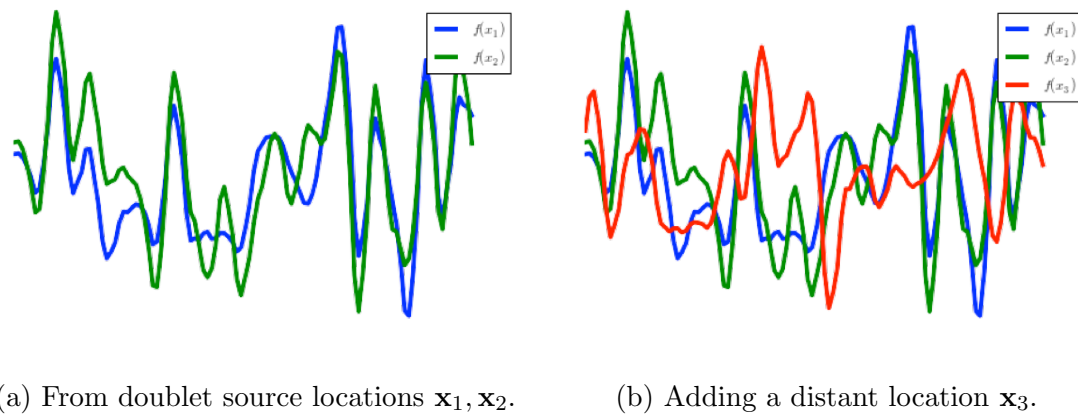 f(x₁)
f(x₂)
f(x₁)
f(x₂)
f(x₃)
a) From doublet source locations x₁, x₂.
(b) Adding a distant location x₃.